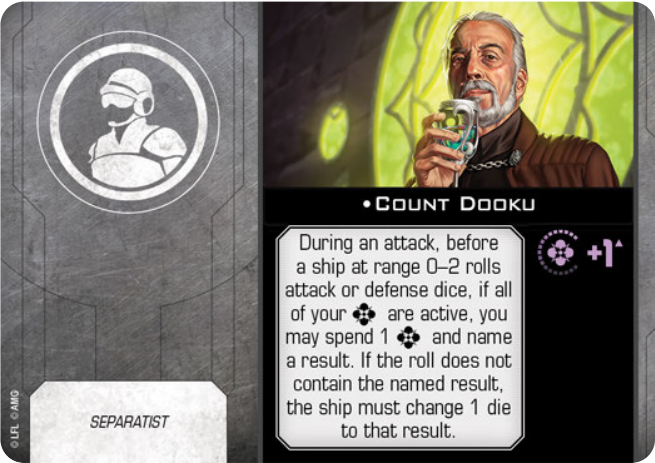 •Count Dooku
During an attack, before
a ship at range 0–2 rolls
attack or defense dice, if all
of your are active, you
may spend 1 and name
a result. If the roll does not
contain the named result,
the ship must change 1 die
to that result.
+1
SEPARATIST
© LFL © AMG